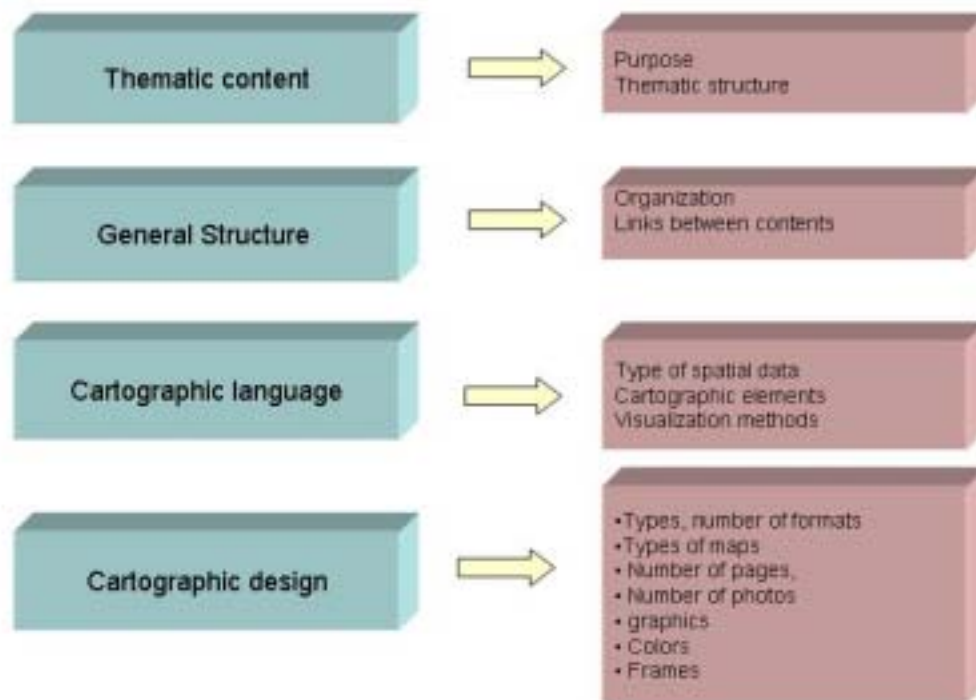 Thematic content
Purpose
Thematic structure
General Structure
Organization
Links between contents
Cartographic language
Type of spatial data
Cartographic elements
Visualization methods
Cartographic design
•Types, number of formats
•Types of maps
• Number of pages,
• Number of photos
• graphics
• Colors
• Frames